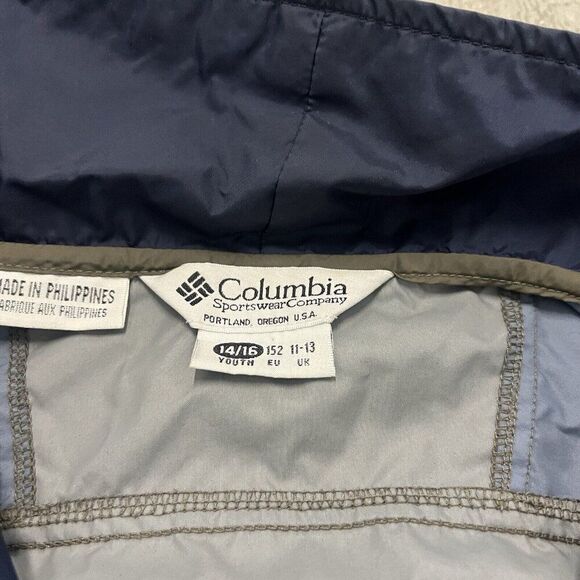 MADE IN PHILIPPINES
FABRIQUE AUX PHILIPPINES
Columbia
Sportswear Company
PORTLAND, OREGON U.S.A.
14/16 152 11-13
YOUTH EU UK